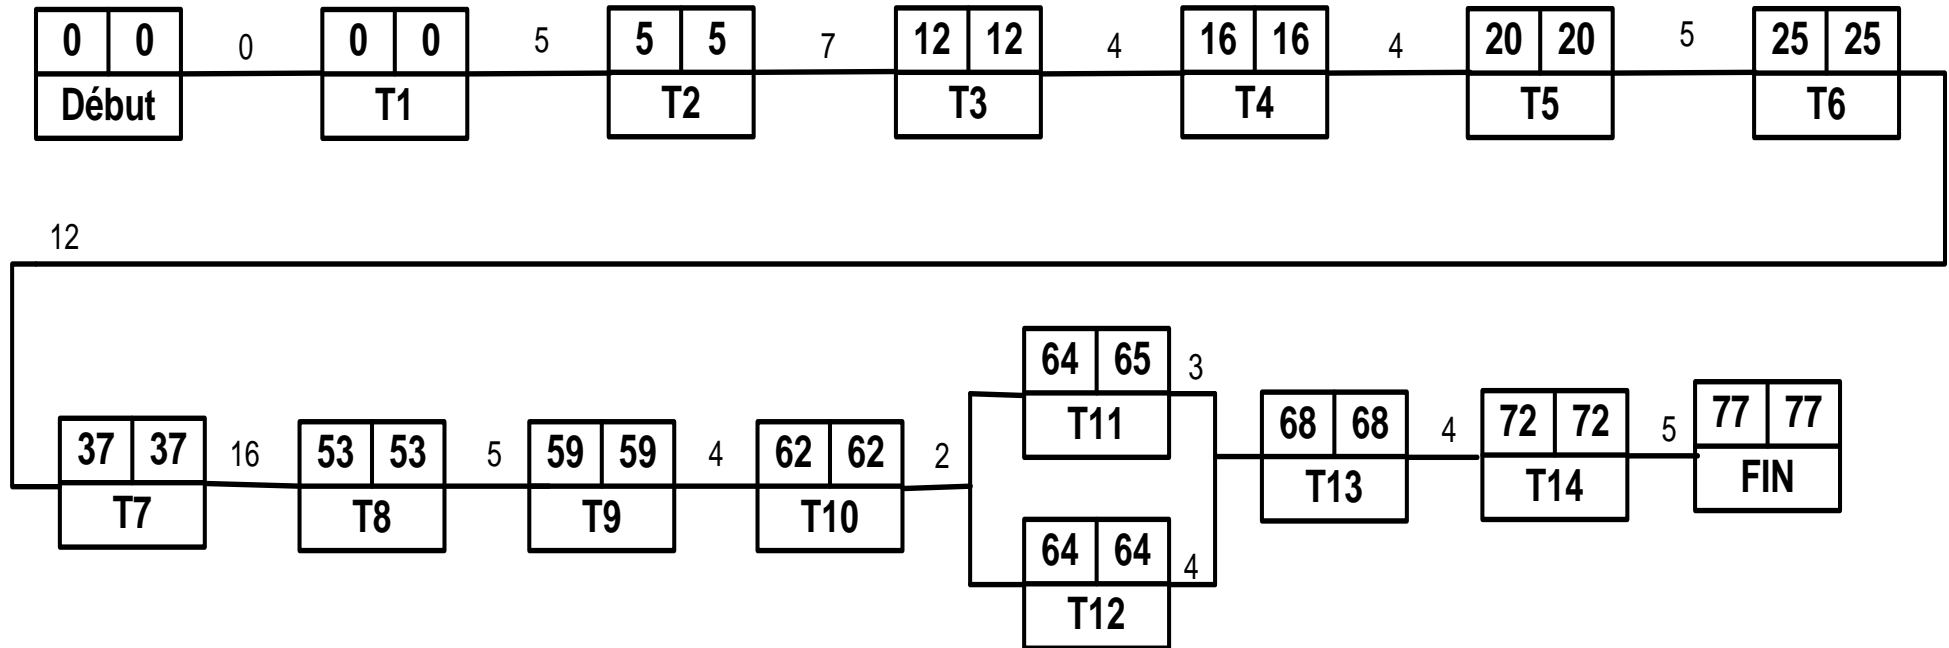 0 0 0 0 0 5 5 5 7 12 12 4 16 16 4 20 20 5 25 25
Début T1 T2 T3 T4 T5 T6
12
64 65 3
T11
37 37 16 53 53 5 59 59 4 62 62 2 68 68 4 72 72 5 77 77
T7 T8 T9 T10 T13 T14 FIN
64 64 4
T12